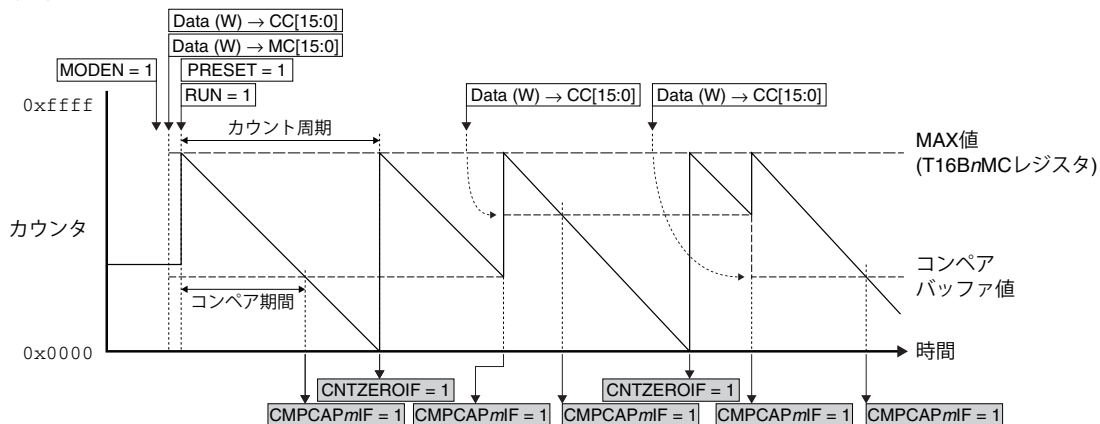 Data (W) → CC[15:0]
Data (W) → MC[15:0]
MODEN = 1
PRESET = 1
RUN = 1
Data (W) → CC[15:0]
Data (W) → CC[15:0]
0xffff
カウント周期
MAX値
(T16BnMCレジスタ)
カウンタ
コンペア
バッファ値
コンペア期間
0x0000
時間
CNTZEROIF = 1
CNTZEROIF = 1
CMPCAPmIF = 1
CMPCAPmIF = 1
CMPCAPmIF = 1
CMPCAPmIF = 1
CMPCAPmIF = 1